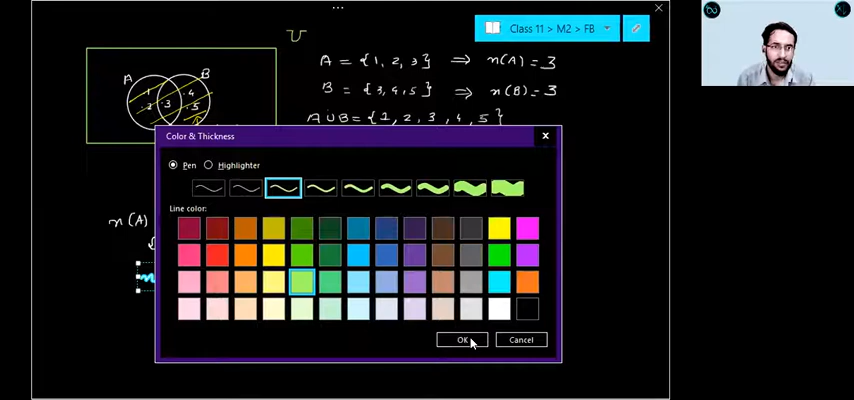 U
Class 11 > M2 > FB
A = {1, 2, 3} ⟹ n(A) = 3
B = {3, 4, 5} ⟹ n(B) = 3
A∪B = {1, 2, 3, 4, 5}
A
B
1
2
3
4
5
Color & Thickness
Pen
Highlighter
Line color:
n(A)
OK
Cancel